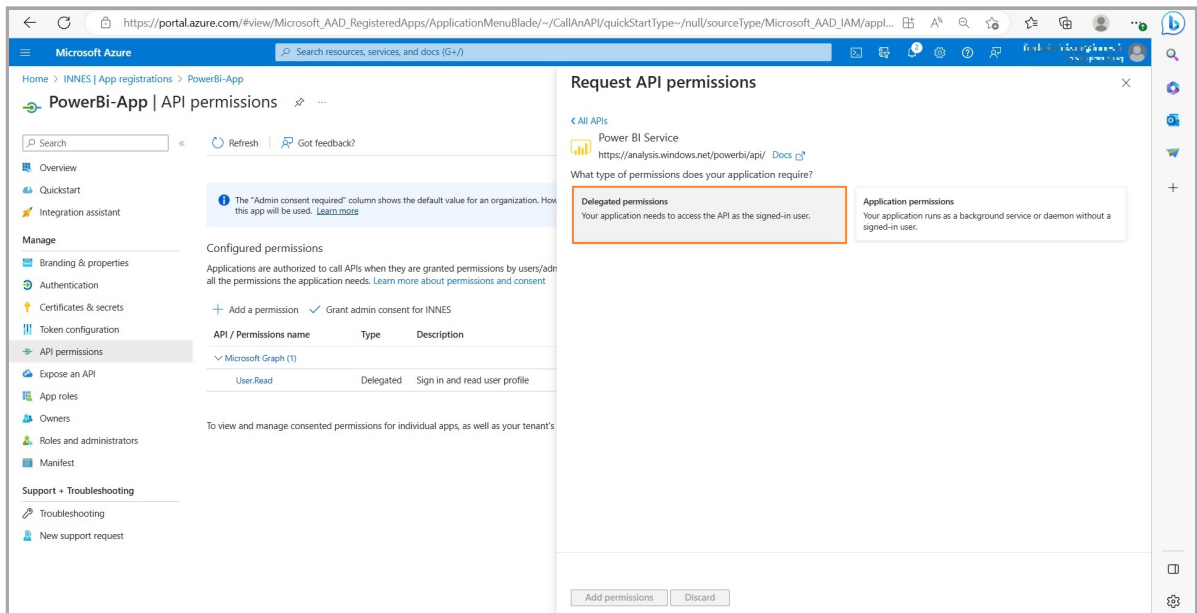 https://portal.azure.com/#view/Microsoft_AAD_RegisteredApps/ApplicationMenuBlade/~/CallAnAPI/quickStartType~/null/sourceType/Microsoft_AAD_IAM/appI...
Microsoft Azure
Search resources, services, and docs (G+/)
2
Home > INNES | App registrations > PowerBi-App
PowerBi-App | API permissions
Search
Refresh
Got feedback?
Overview
Quickstart
Integration assistant
Manage
Branding & properties
Authentication
Certificates & secrets
Token configuration
API permissions
Expose an API
App roles
Owners
Roles and administrators
Manifest
Support + Troubleshooting
Troubleshooting
New support request
The "Admin consent required" column shows the default value for an organization. How
this app will be used. Learn more
Configured permissions
Applications are authorized to call APIs when they are granted permissions by users/adn
all the permissions the application needs. Learn more about permissions and consent
Add a permission
Grant admin consent for INNES
API / Permissions name Type Description
Microsoft Graph (1)
User.Read Delegated Sign in and read user profile
To view and manage consented permissions for individual apps, as well as your tenant's
Request API permissions
All APIs
Power BI Service
https://analysis.windows.net/powerbi/api/ Docs
What type of permissions does your application require?
Delegated permissions
Your application needs to access the API as the signed-in user.
Application permissions
Your application runs as a background service or daemon without a
signed-in user.
Add permissions
Discard